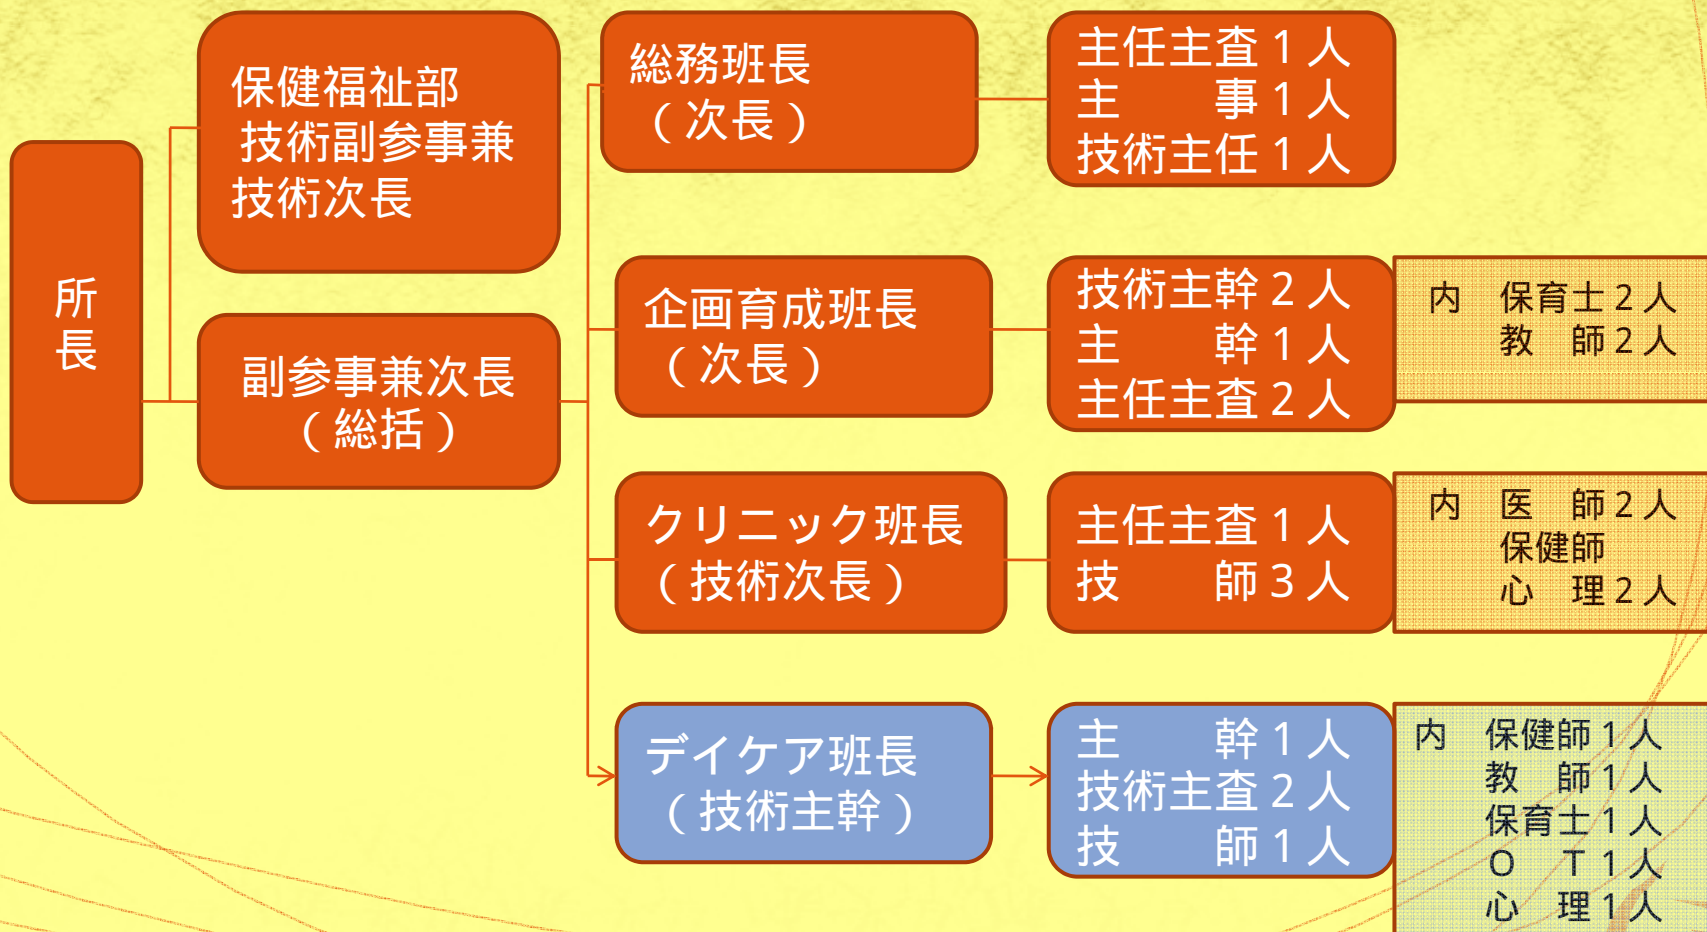 所
長
保健福祉部
技術副参事兼
技術次長
副参事兼次長
（総括）
総務班長
（次長）
主任主査1人
主　　事1人
技術主任1人
企画育成班長
（次長）
技術主幹2人
主　　幹1人
主任主査2人
内　保育士2人
教　師2人
クリニック班長
（技術次長）
主任主査1人
技　　師3人
内　医　師2人
保健師
心　理2人
デイケア班長
（技術主幹）
主　　幹1人
技術主査2人
技　　師1人
内　保健師1人
教　師1人
保育士1人
O　T1人
心　理1人